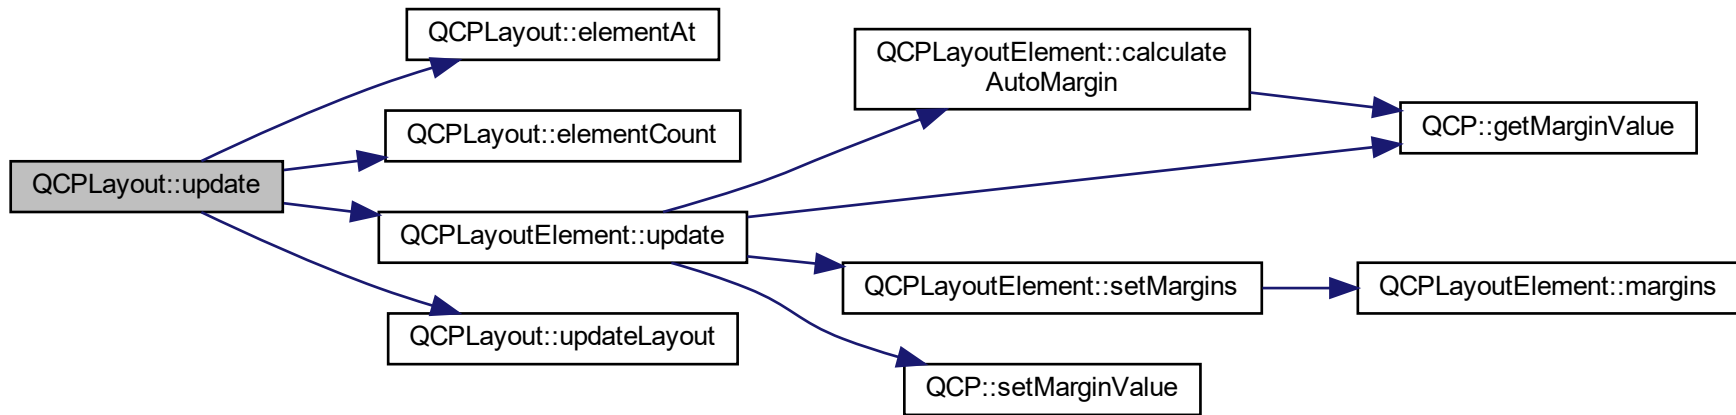 QCPLayout::update
QCPLayout::elementAt
QCPLayout::elementCount
QCPLayoutElement::update
QCPLayout::updateLayout
QCPLayoutElement::calculate
AutoMargin
QCPLayoutElement::setMargins
QCP::setMarginValue
QCP::getMarginValue
QCPLayoutElement::margins